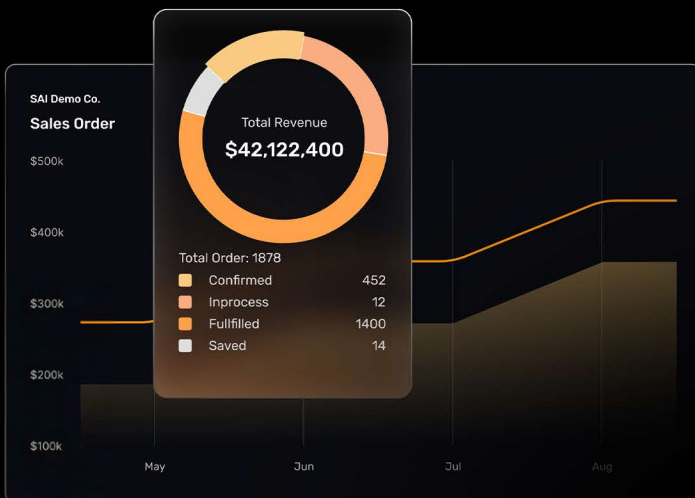 SAI Demo Co.
Sales Order
$500k
$400k
$300k
$200k
$100k
May
Jun
Jul
Aug
Total Revenue
$42,122,400
Total Order: 1878
Confirmed 452
Inprocess 12
Fullfilled 1400
Saved 14